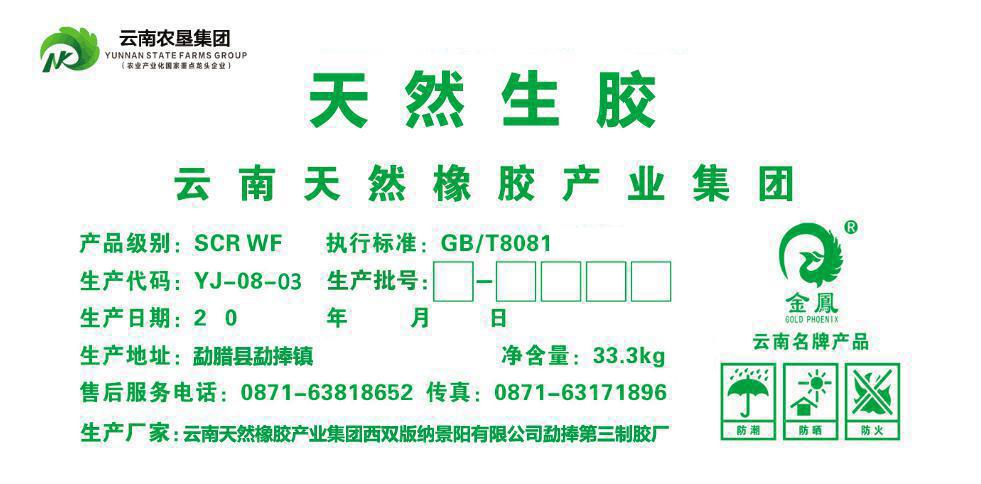 云南农垦集团
YUNNAN STATE FARMS GROUP
（农业产业化国家重点龙头企业）
天然生胶
云南天然橡胶产业集团
产品级别：SCR WF 执行标准：GB/T8081
生产代码：YJ-08-03 生产批号：-
生产日期：20 年 月 日
生产地址：勐腊县勐捧镇 净含量：33.3kg
售后服务电话：0871-63818652 传真：0871-63171896
生产厂家：云南天然橡胶产业集团西双版纳景阳有限公司勐捧第三制胶厂
®
金鳳
GOLD PHOENIX
云南名牌产品
防潮 防晒 防火